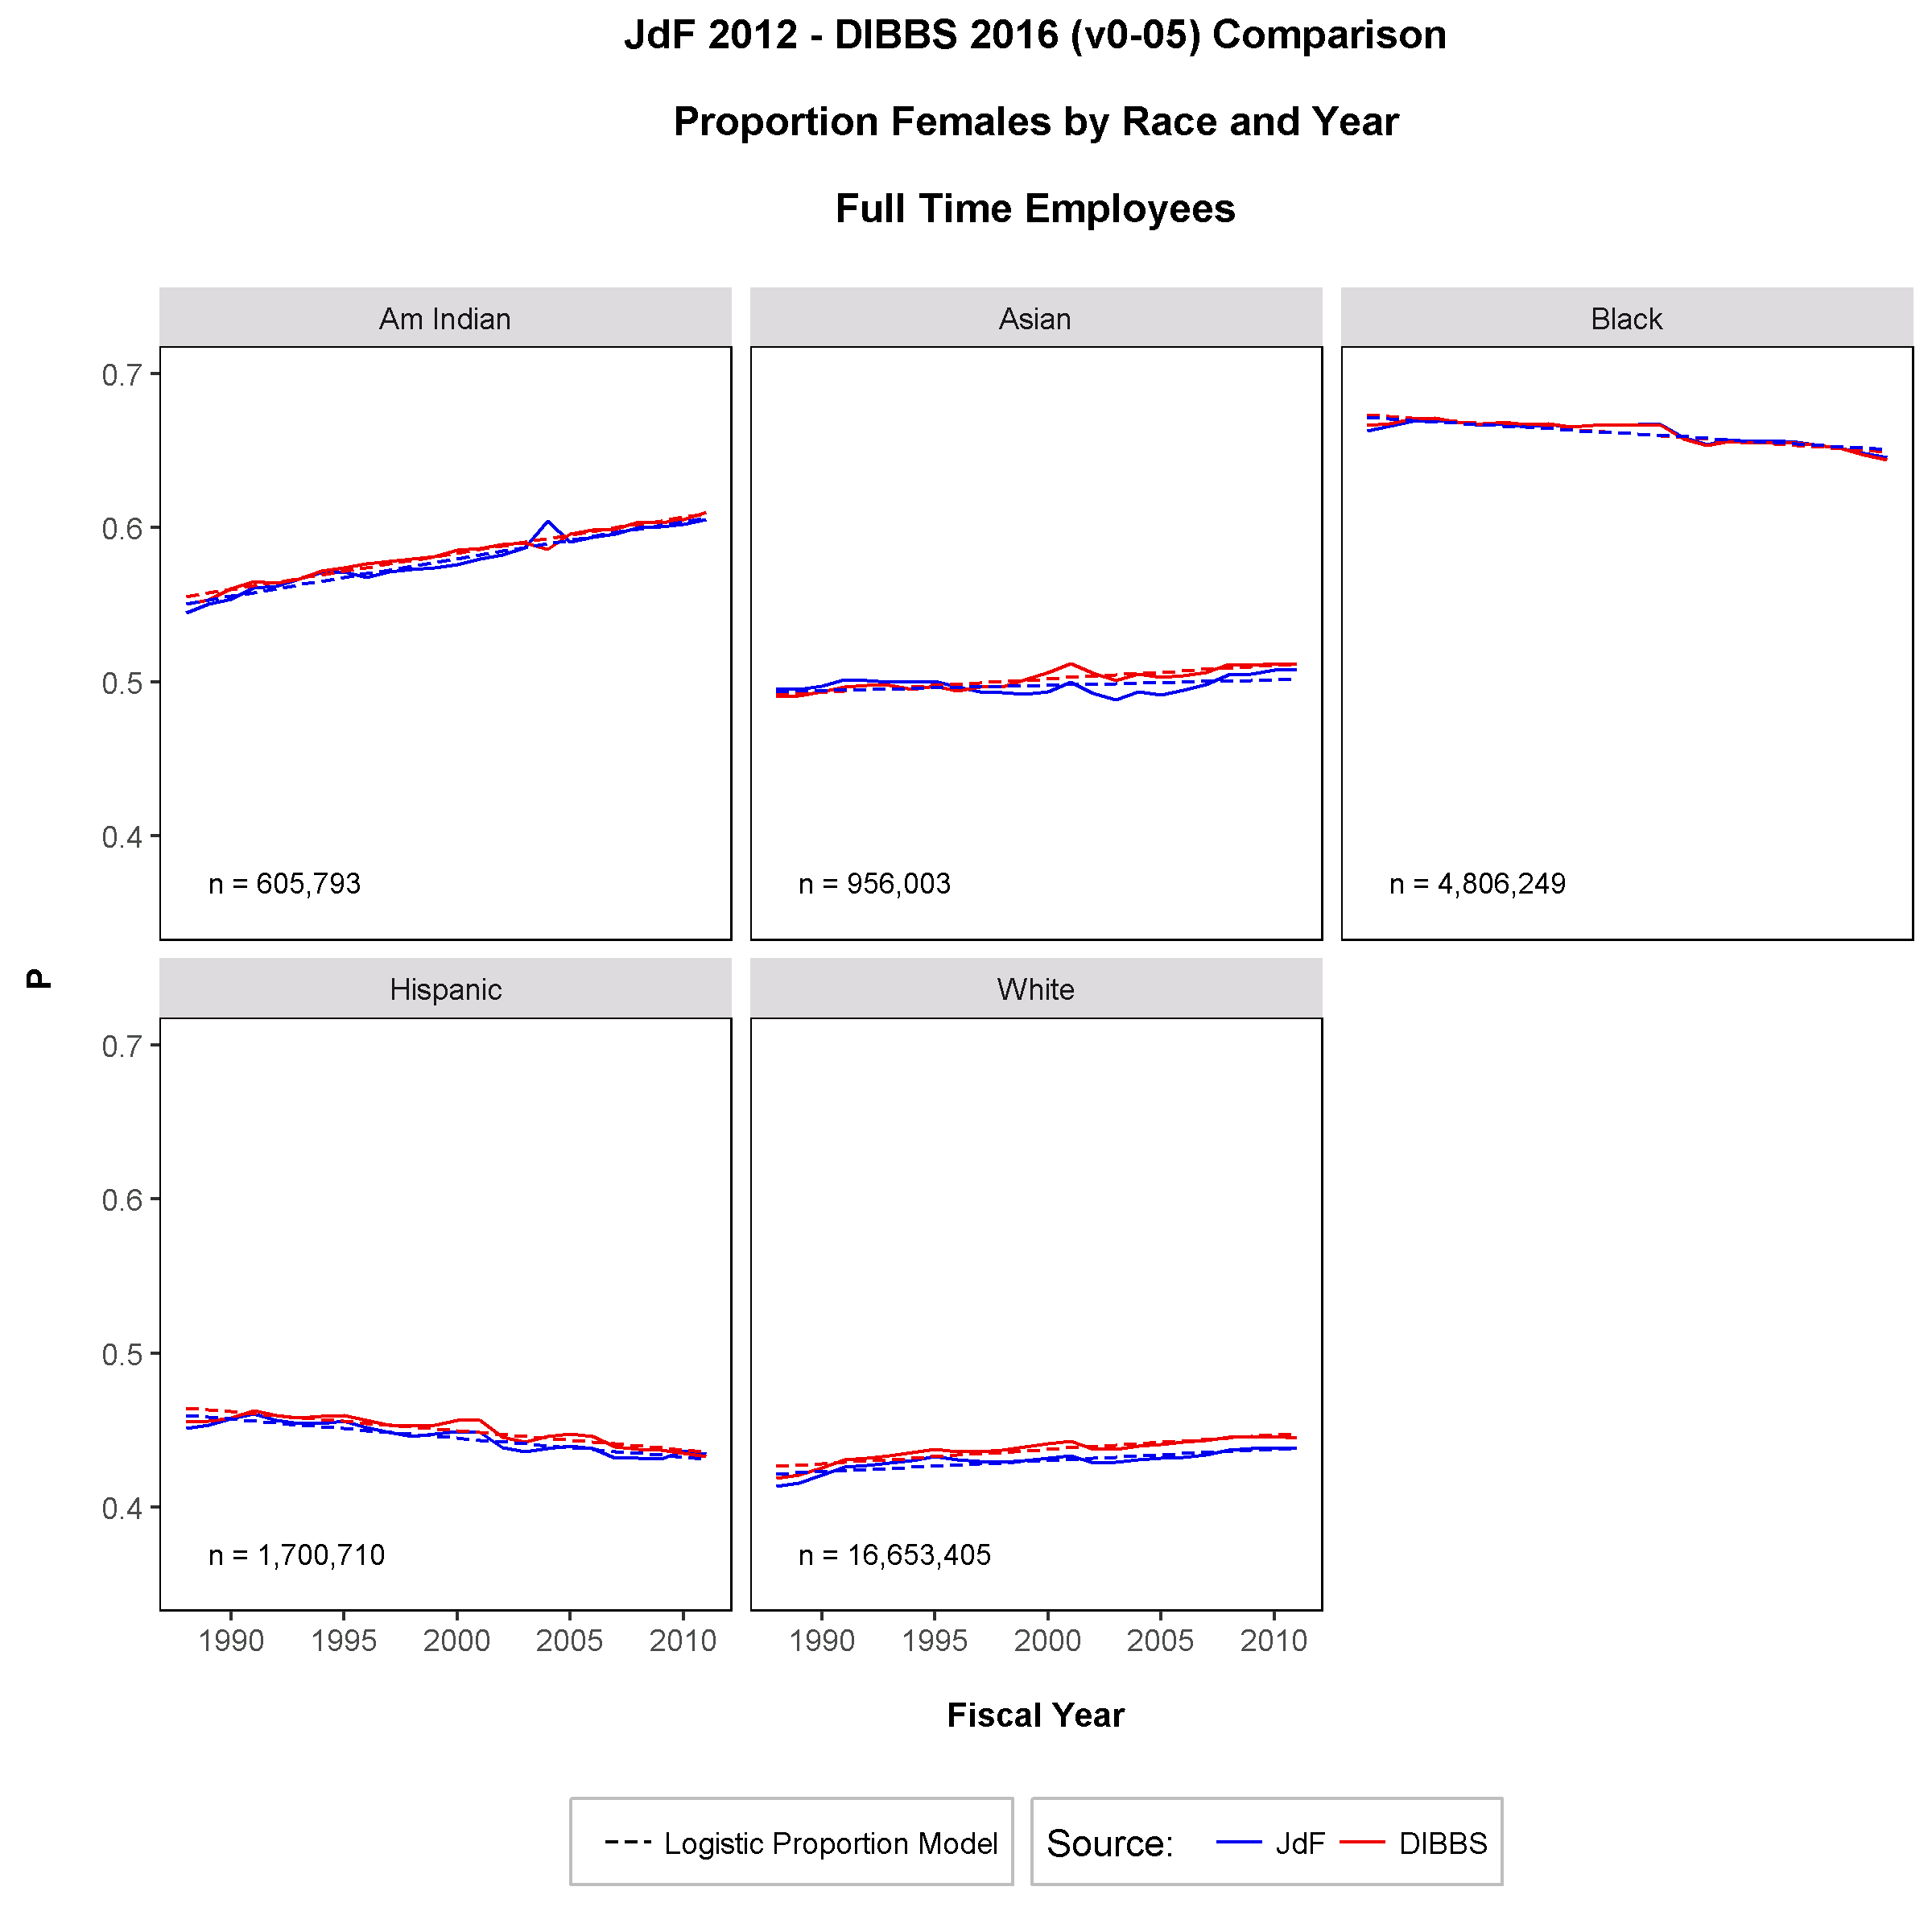 JdF 2012 - DIBBS 2016 (v0-05) Comparison
Proportion Females by Race and Year
Full Time Employees
Am Indian
Asian
Black
0.7
0.6
0.5
0.4
n = 605,793
n = 956,003
n = 4,806,249
P
Hispanic
White
0.7
0.6
0.5
0.4
n = 1,700,710
n = 16,653,405
1990 1995 2000 2005 2010
1990 1995 2000 2005 2010
Fiscal Year
Logistic Proportion Model
Source: JdF DIBBS